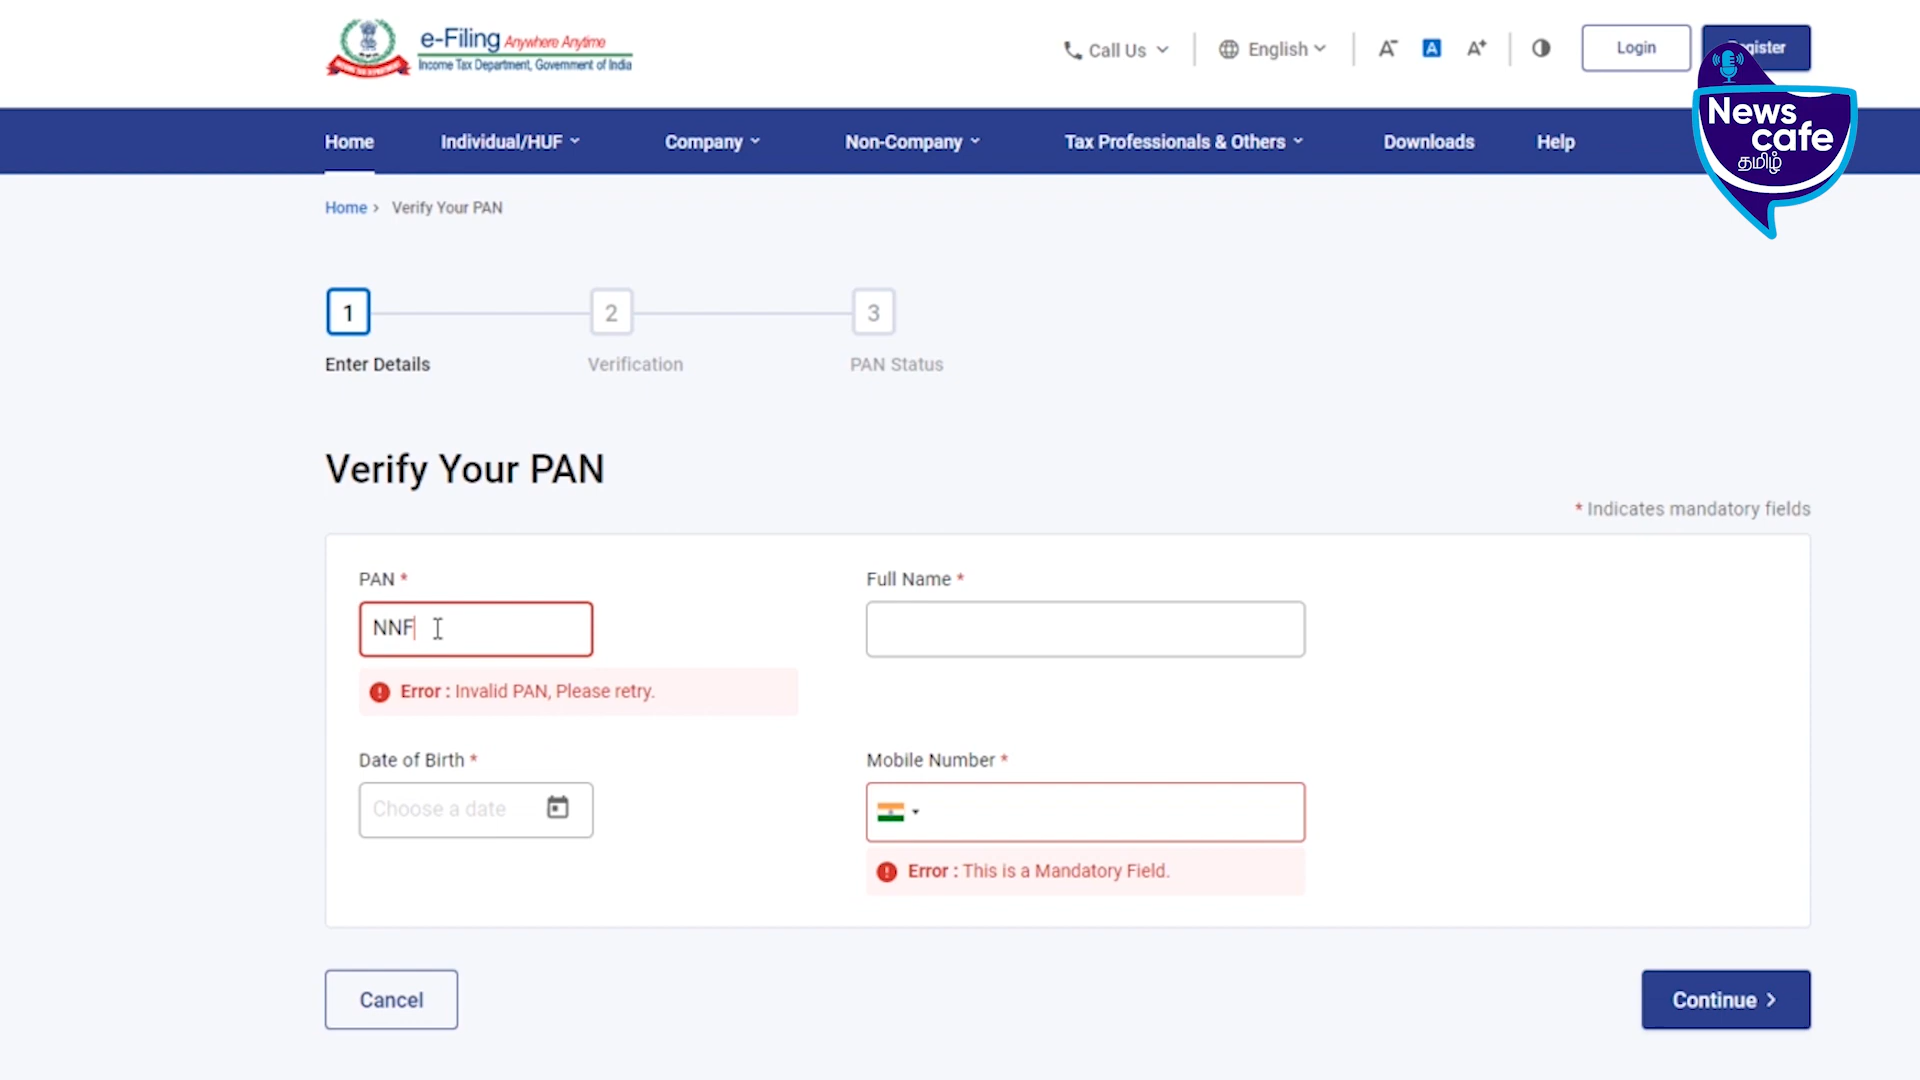 e-Filing Anywhere Anytime
Income Tax Department, Government of India
Call Us
English
A-
A
A+
Login
Register
News
cafe
தமிழ்
Home
Individual/HUF
Company
Non-Company
Tax Professionals & Others
Downloads
Help
Home > Verify Your PAN
1
2
3
Enter Details
Verification
PAN Status
Verify Your PAN
* Indicates mandatory fields
PAN *
Full Name *
NNF
Error : Invalid PAN, Please retry.
Date of Birth *
Mobile Number *
Choose a date
Error : This is a Mandatory Field.
Cancel
Continue >